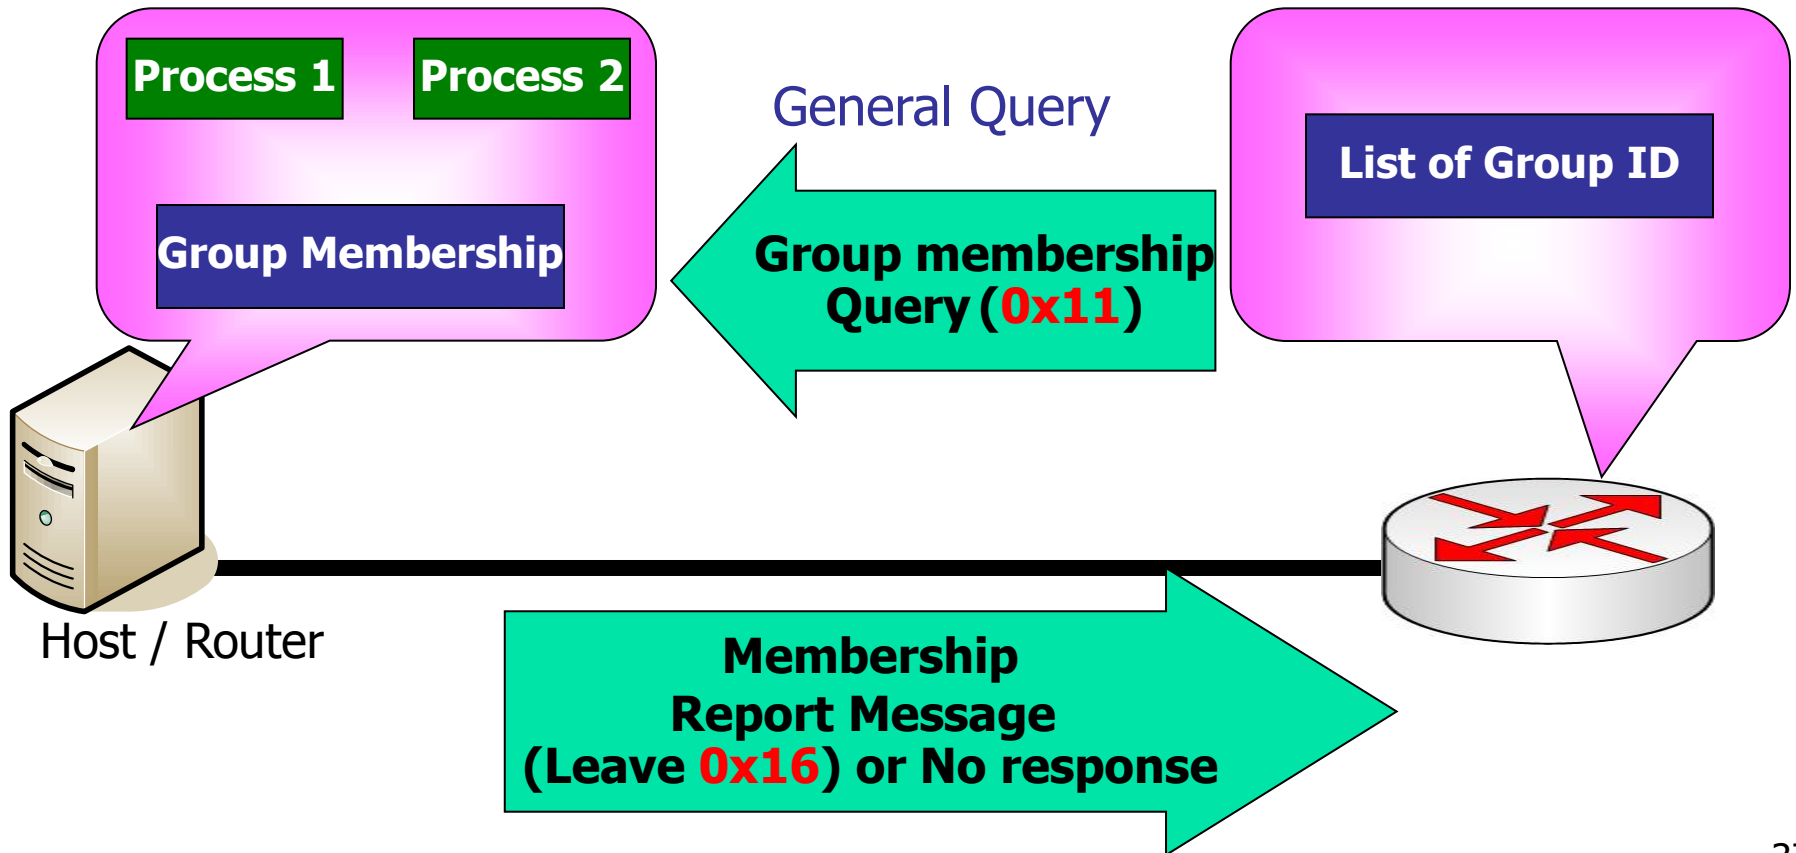 Process 1
Process 2
Group Membership
General Query
Group membership
Query (0x11)
List of Group ID
Host / Router
Membership
Report Message
(Leave 0x16) or No response